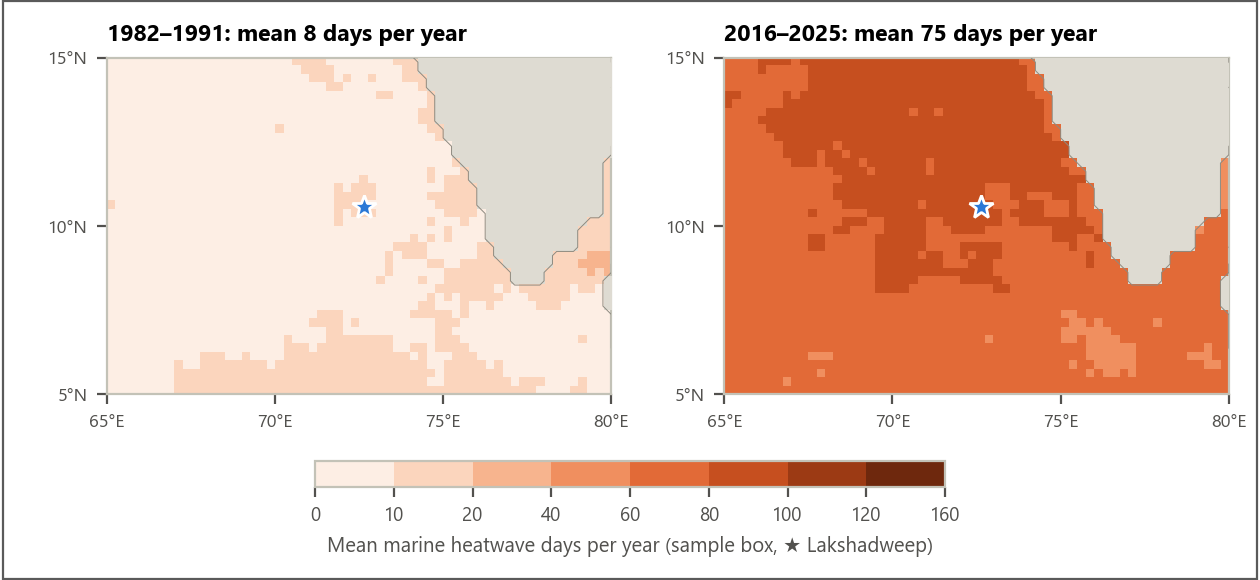 1982–1991: mean 8 days per year
2016–2025: mean 75 days per year
15°N
10°N
5°N
65°E 70°E 75°E 80°E
15°N
10°N
5°N
65°E 70°E 75°E 80°E
0 10 20 40 60 80 100 120 160
Mean marine heatwave days per year (sample box, ★ Lakshadweep)